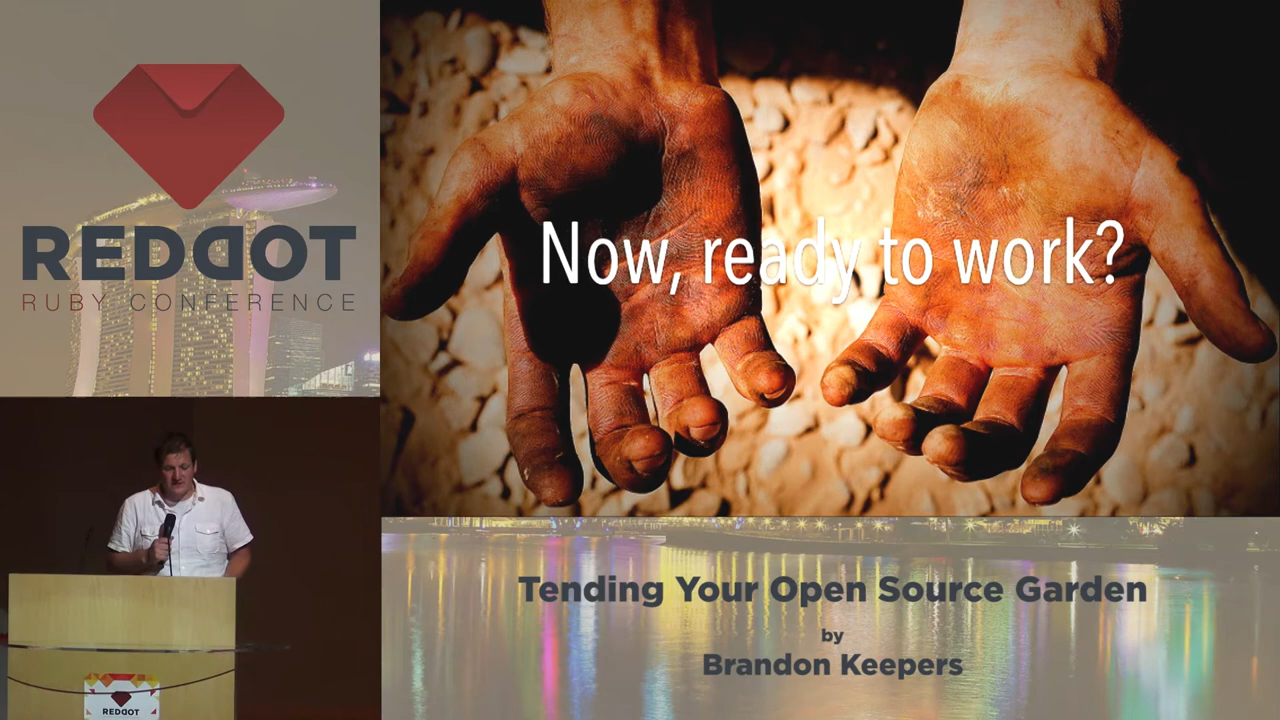 REDDOT
RUBY CONFERENCE
Now, ready to work?
Tending Your Open Source Garden
by
Brandon Keepers
REDDOT